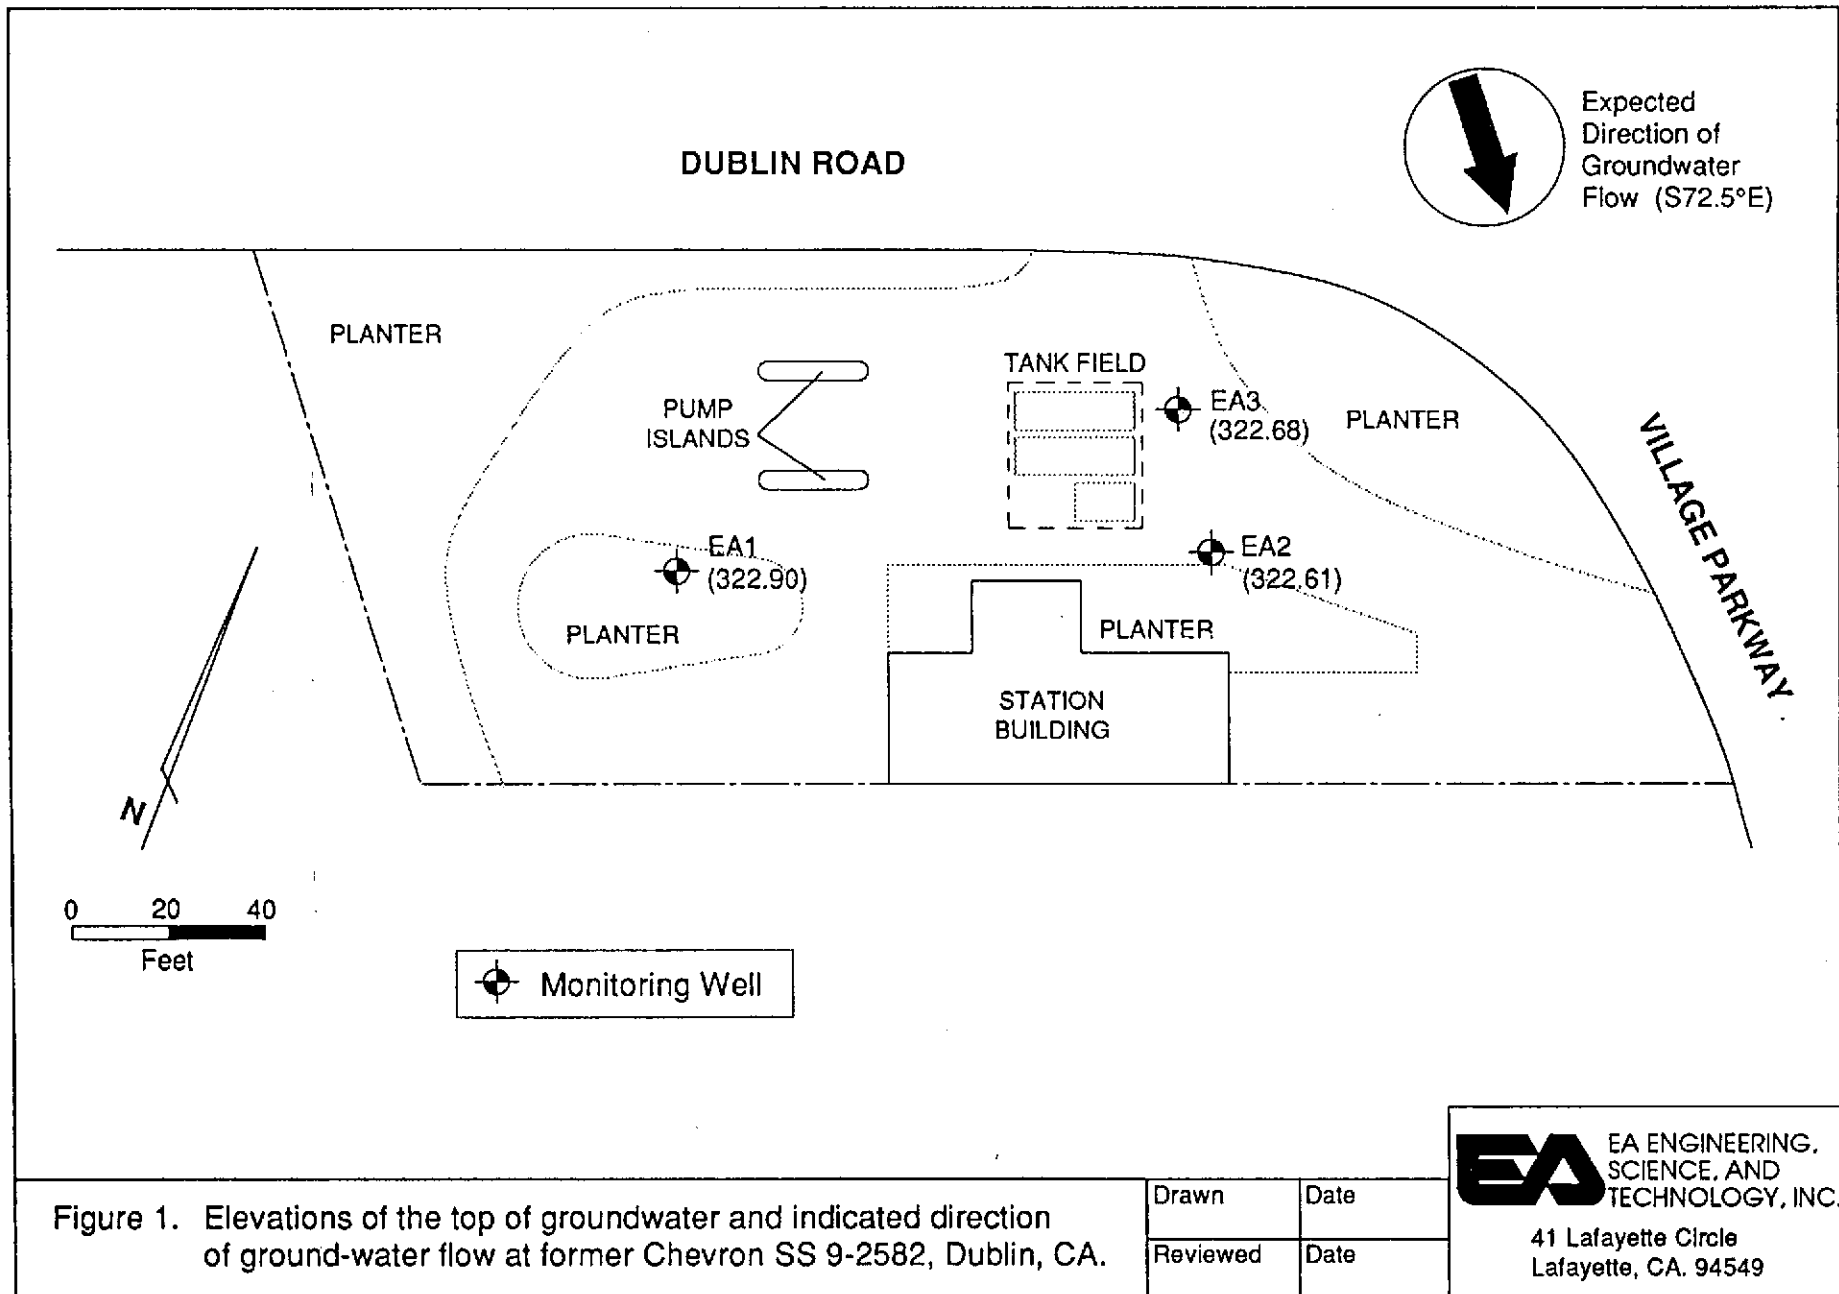 Expected
Direction of
Groundwater
Flow (S72.5°E)
DUBLIN ROAD
PLANTER
TANK FIELD
PUMP
ISLANDS
EA3
(322.68)
PLANTER
VILLAGE PARKWAY
EA1
(322.90)
EA2
(322.61)
PLANTER
PLANTER
STATION
BUILDING
N
0 20 40
Feet
Monitoring Well
Figure 1. Elevations of the top of groundwater and indicated direction
of ground-water flow at former Chevron SS 9-2582, Dublin, CA.
Drawn Date
Reviewed Date
EA
EA ENGINEERING,
SCIENCE, AND
TECHNOLOGY, INC.
41 Lafayette Circle
Lafayette, CA. 94549